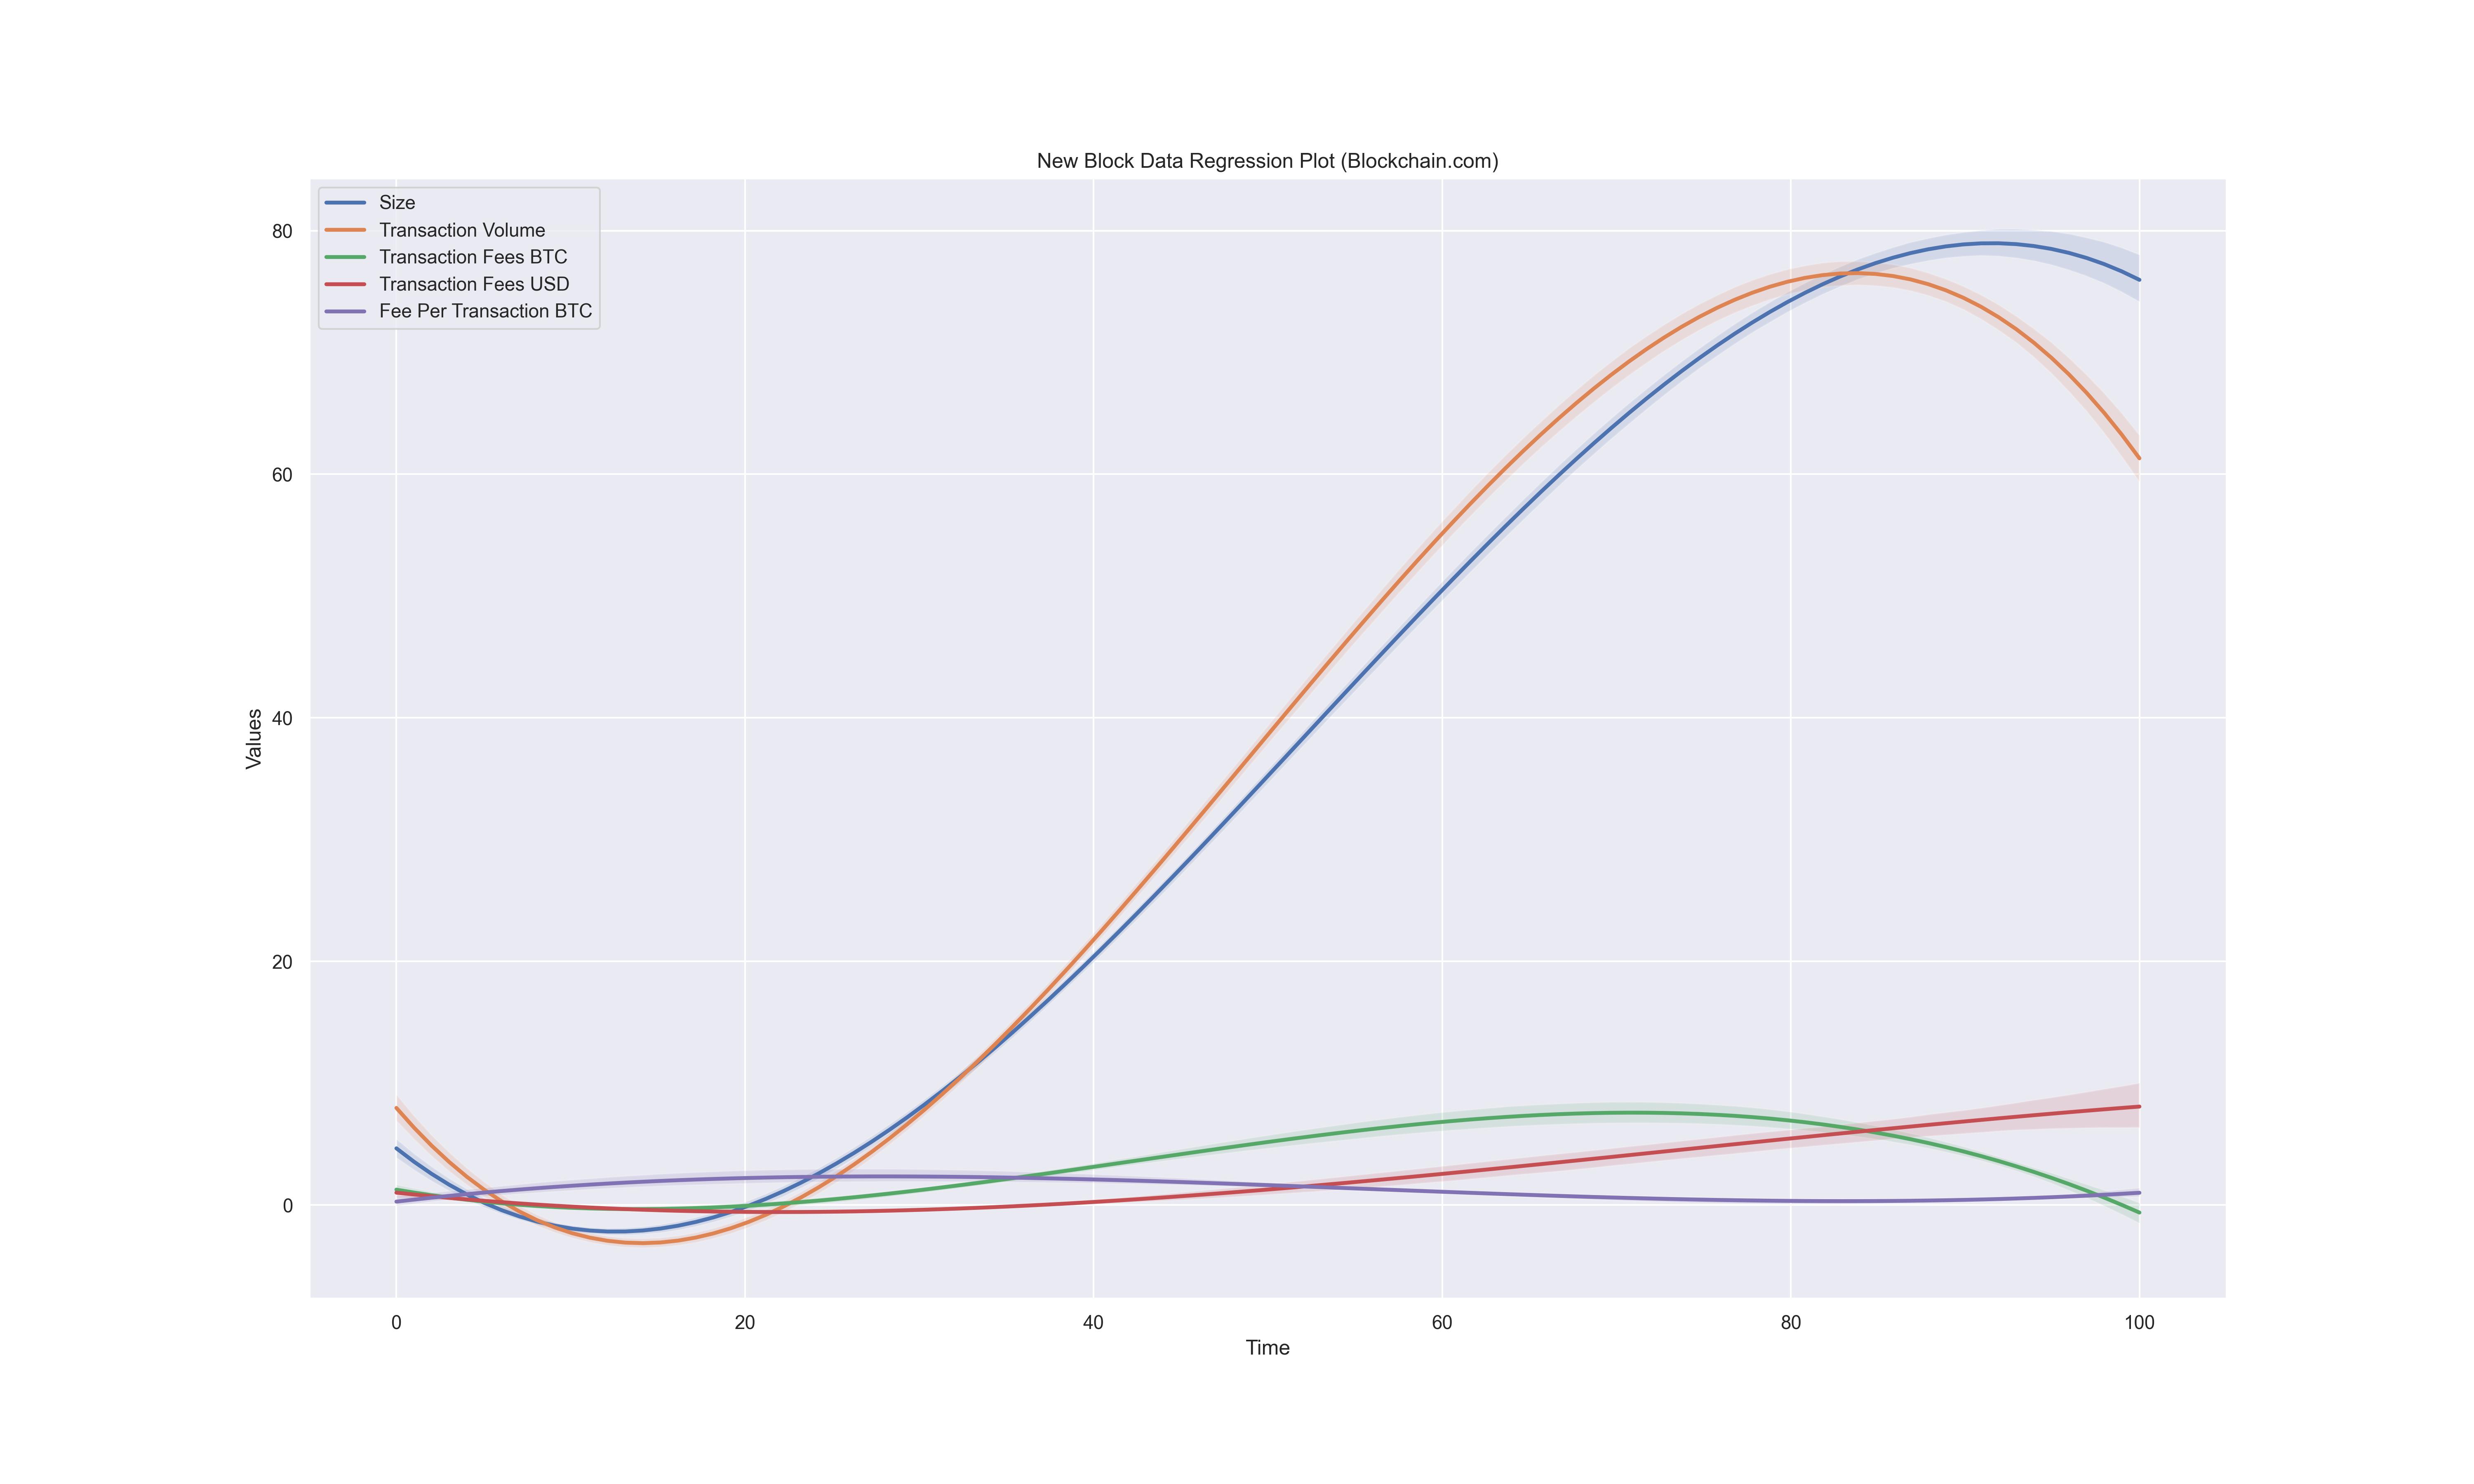 New Block Data Regression Plot (Blockchain.com)
Size
Transaction Volume
Transaction Fees BTC
Transaction Fees USD
Fee Per Transaction BTC
80
60
40
20
0
Values
0 20 40 60 80 100
Time